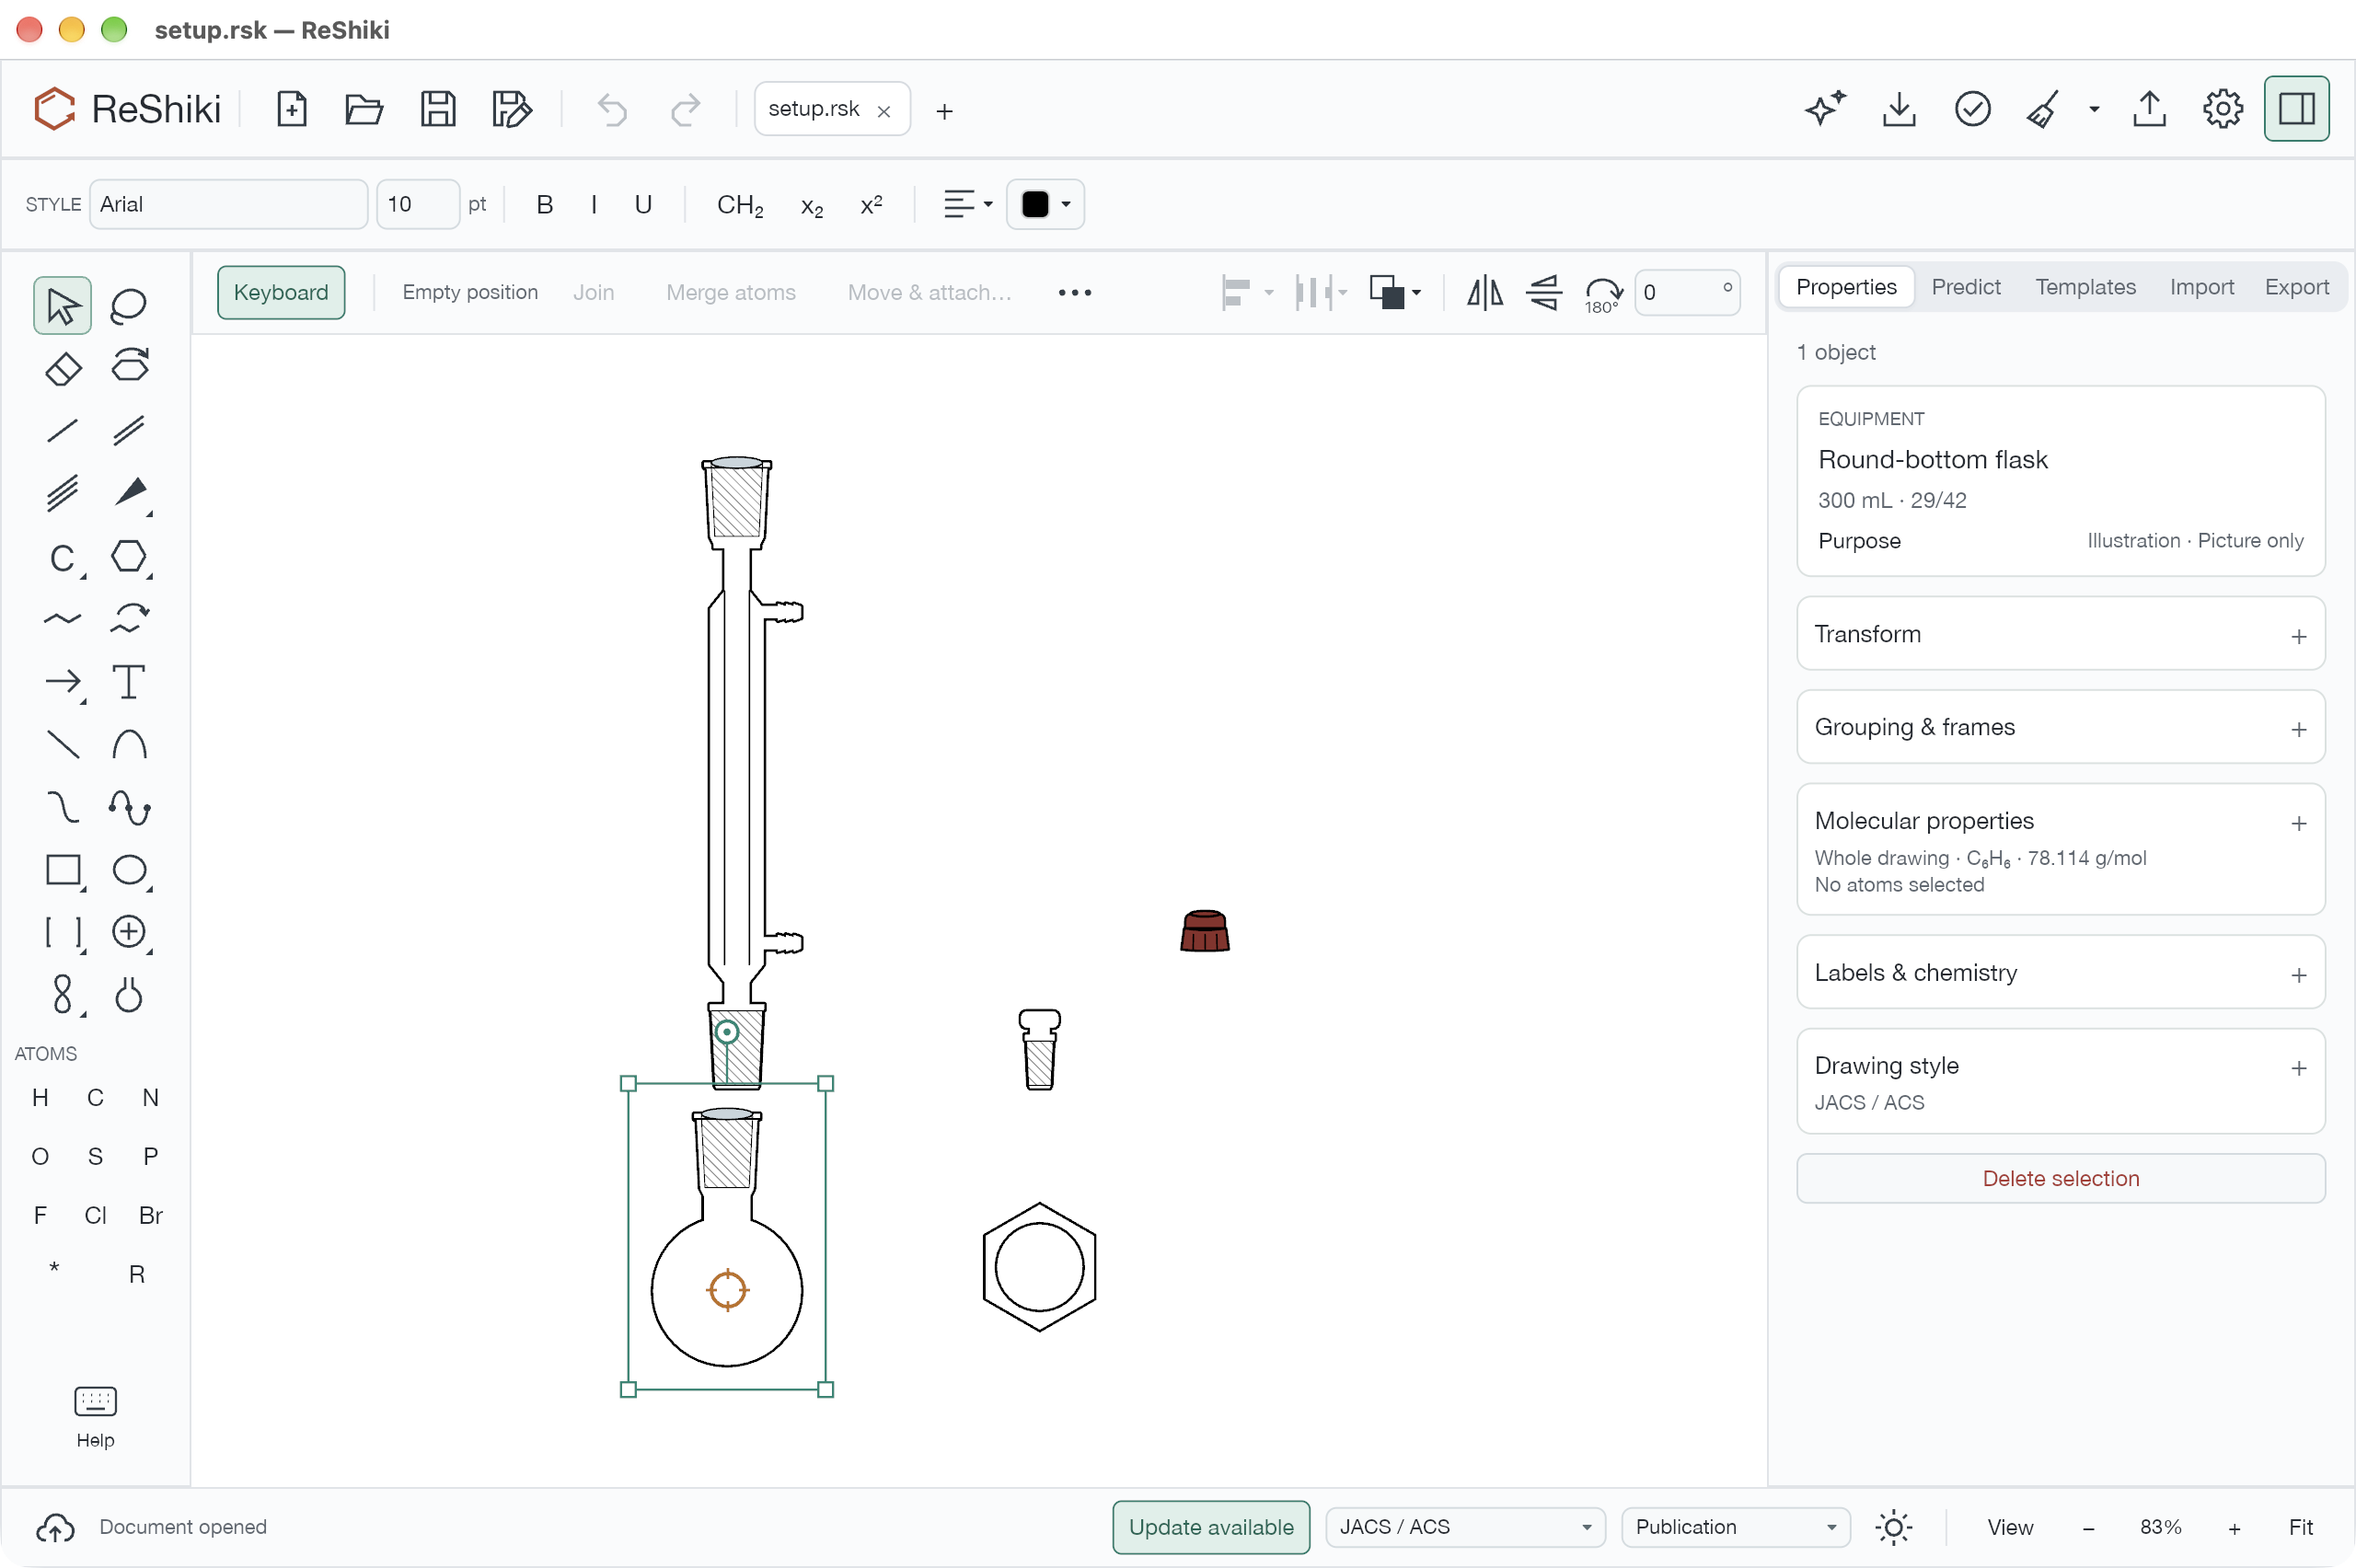 setup.rsk — ReShiki
ReShiki
setup.rsk
STYLE Arial 10 pt B I U CH₂ x₂ x²
Keyboard Empty position Join Merge atoms Move & attach... 180° 0 °
Properties Predict Templates Import Export
1 object
EQUIPMENT
Round-bottom flask
300 mL · 29/42
Purpose Illustration · Picture only
Transform
Grouping & frames
Molecular properties
Whole drawing · C₆H₆ · 78.114 g/mol
No atoms selected
Labels & chemistry
Drawing style
JACS / ACS
Delete selection
C
T
ATOMS
H C N
O S P
F Cl Br
* R
Help
Document opened
Update available
JACS / ACS
Publication
View − 83% + Fit